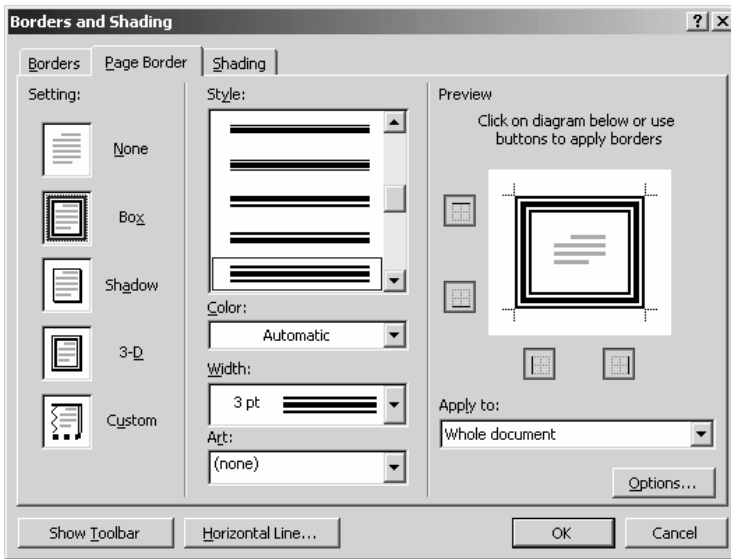 Borders and Shading
Borders
Page Border
Shading
Setting:
None
Box
Shadow
3-D
Custom
Style:
Color:
Automatic
Width:
3 pt
Art:
(none)
Preview
Click on diagram below or use
buttons to apply borders
Apply to:
Whole document
Options...
Show Toolbar
Horizontal Line...
OK
Cancel